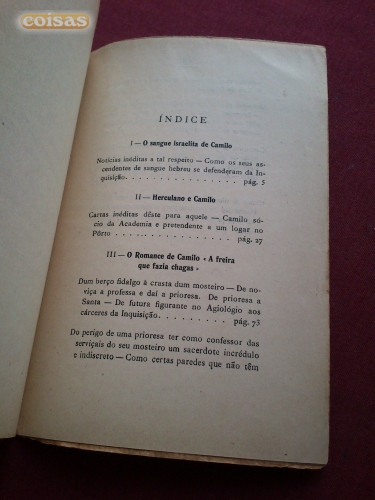 coisas
ÍNDICE
I — O sangue israelita de Camilo
Notícias inéditas a tal respeito — Como os seus as-
cendentes de sangue hebreu se defenderam da In-
quisição. . . . . . . . . . . . . . . pág. 5
II — Herculano e Camilo
Cartas inéditas dêste para aquele — Camilo só-
cio da Academia e pretendente a um logar no
Pôrto . . . . . . . . . . . . . . . . pág. 27
III — O Romance de Camilo « A freira
que fazia chagas »
Dum berço fidalgo à crasta dum mosteiro — De no-
viça a professa e daí a prioresa. De prioresa a
Santa — De futura figurante no Agiológio aos
cárceres da Inquisição. . . . . . . . . pág. 73
Do perigo de uma prioresa ter como confessor das
serviçais do seu mosteiro um sacerdote incrédulo
e indiscreto — Como certas paredes que não têm